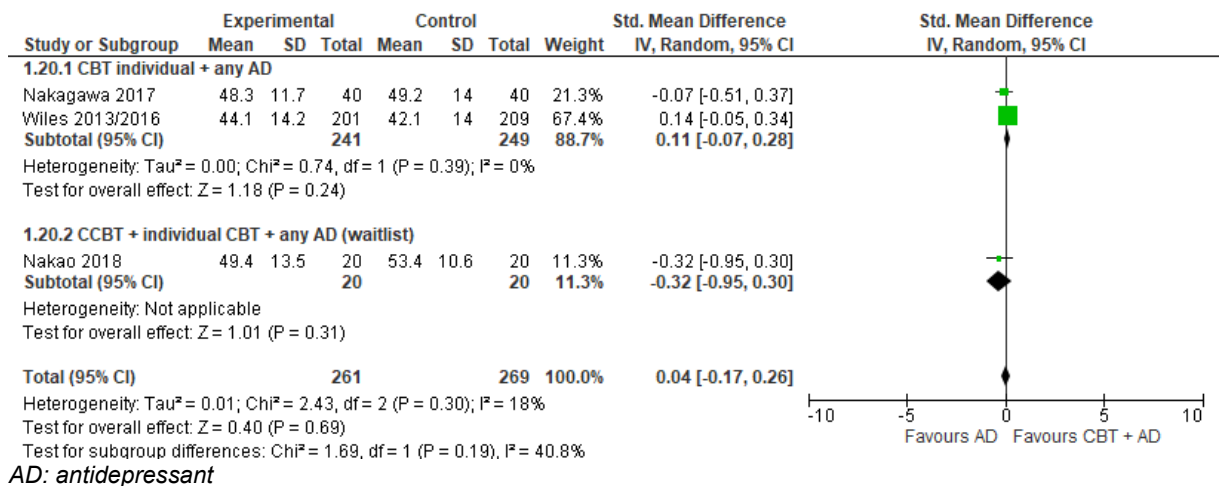 Experimental Control Std. Mean Difference Std. Mean Difference
Study or Subgroup Mean SD Total Mean SD Total Weight IV, Random, 95% CI IV, Random, 95% CI
1.20.1 CBT individual + any AD
Nakagawa 2017 48.3 11.7 40 49.2 14 40 21.3% -0.07 [-0.51, 0.37]
Wiles 2013/2016 44.1 14.2 201 42.1 14 209 67.4% 0.14 [-0.05, 0.34]
Subtotal (95% CI) 241 249 88.7% 0.11 [-0.07, 0.28]
Heterogeneity: Tau² = 0.00; Chi² = 0.74, df = 1 (P = 0.39); I² = 0%
Test for overall effect: Z = 1.18 (P = 0.24)
1.20.2 CCBT + individual CBT + any AD (waitlist)
Nakao 2018 49.4 13.5 20 53.4 10.6 20 11.3% -0.32 [-0.95, 0.30]
Subtotal (95% CI) 20 20 11.3% -0.32 [-0.95, 0.30]
Heterogeneity: Not applicable
Test for overall effect: Z = 1.01 (P = 0.31)
Total (95% CI) 261 269 100.0% 0.04 [-0.17, 0.26]
Heterogeneity: Tau² = 0.01; Chi² = 2.43, df = 2 (P = 0.30); I² = 18%
Test for overall effect: Z = 0.40 (P = 0.69)
Test for subgroup differences: Chi² = 1.69, df = 1 (P = 0.19), I² = 40.8%
-10 -5 0 5 10
Favours AD Favours CBT + AD
AD: antidepressant